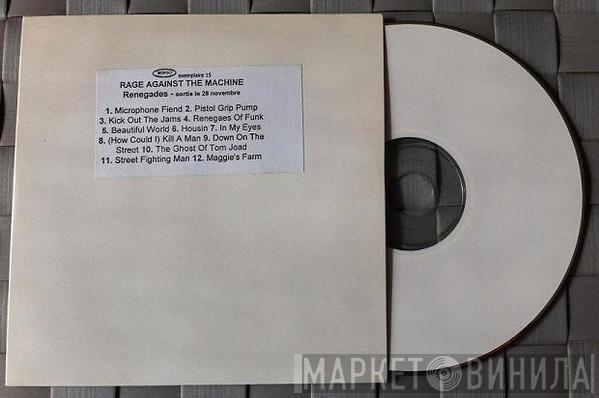 exemplaire 15
RAGE AGAINST THE MACHINE
Renegades - sortie le 28 novembre
1. Microphone Fiend 2. Pistol Grip Pump
3. Kick Out The Jams 4. Renegaes Of Funk
5. Beautiful World 6. Housin 7. In My Eyes
8. (How Could I) Kill A Man 9. Down On The
Street 10. The Ghost Of Tom Joad
11. Street Fighting Man 12. Maggie's Farm
МАРКЕТ ВИНИЛА